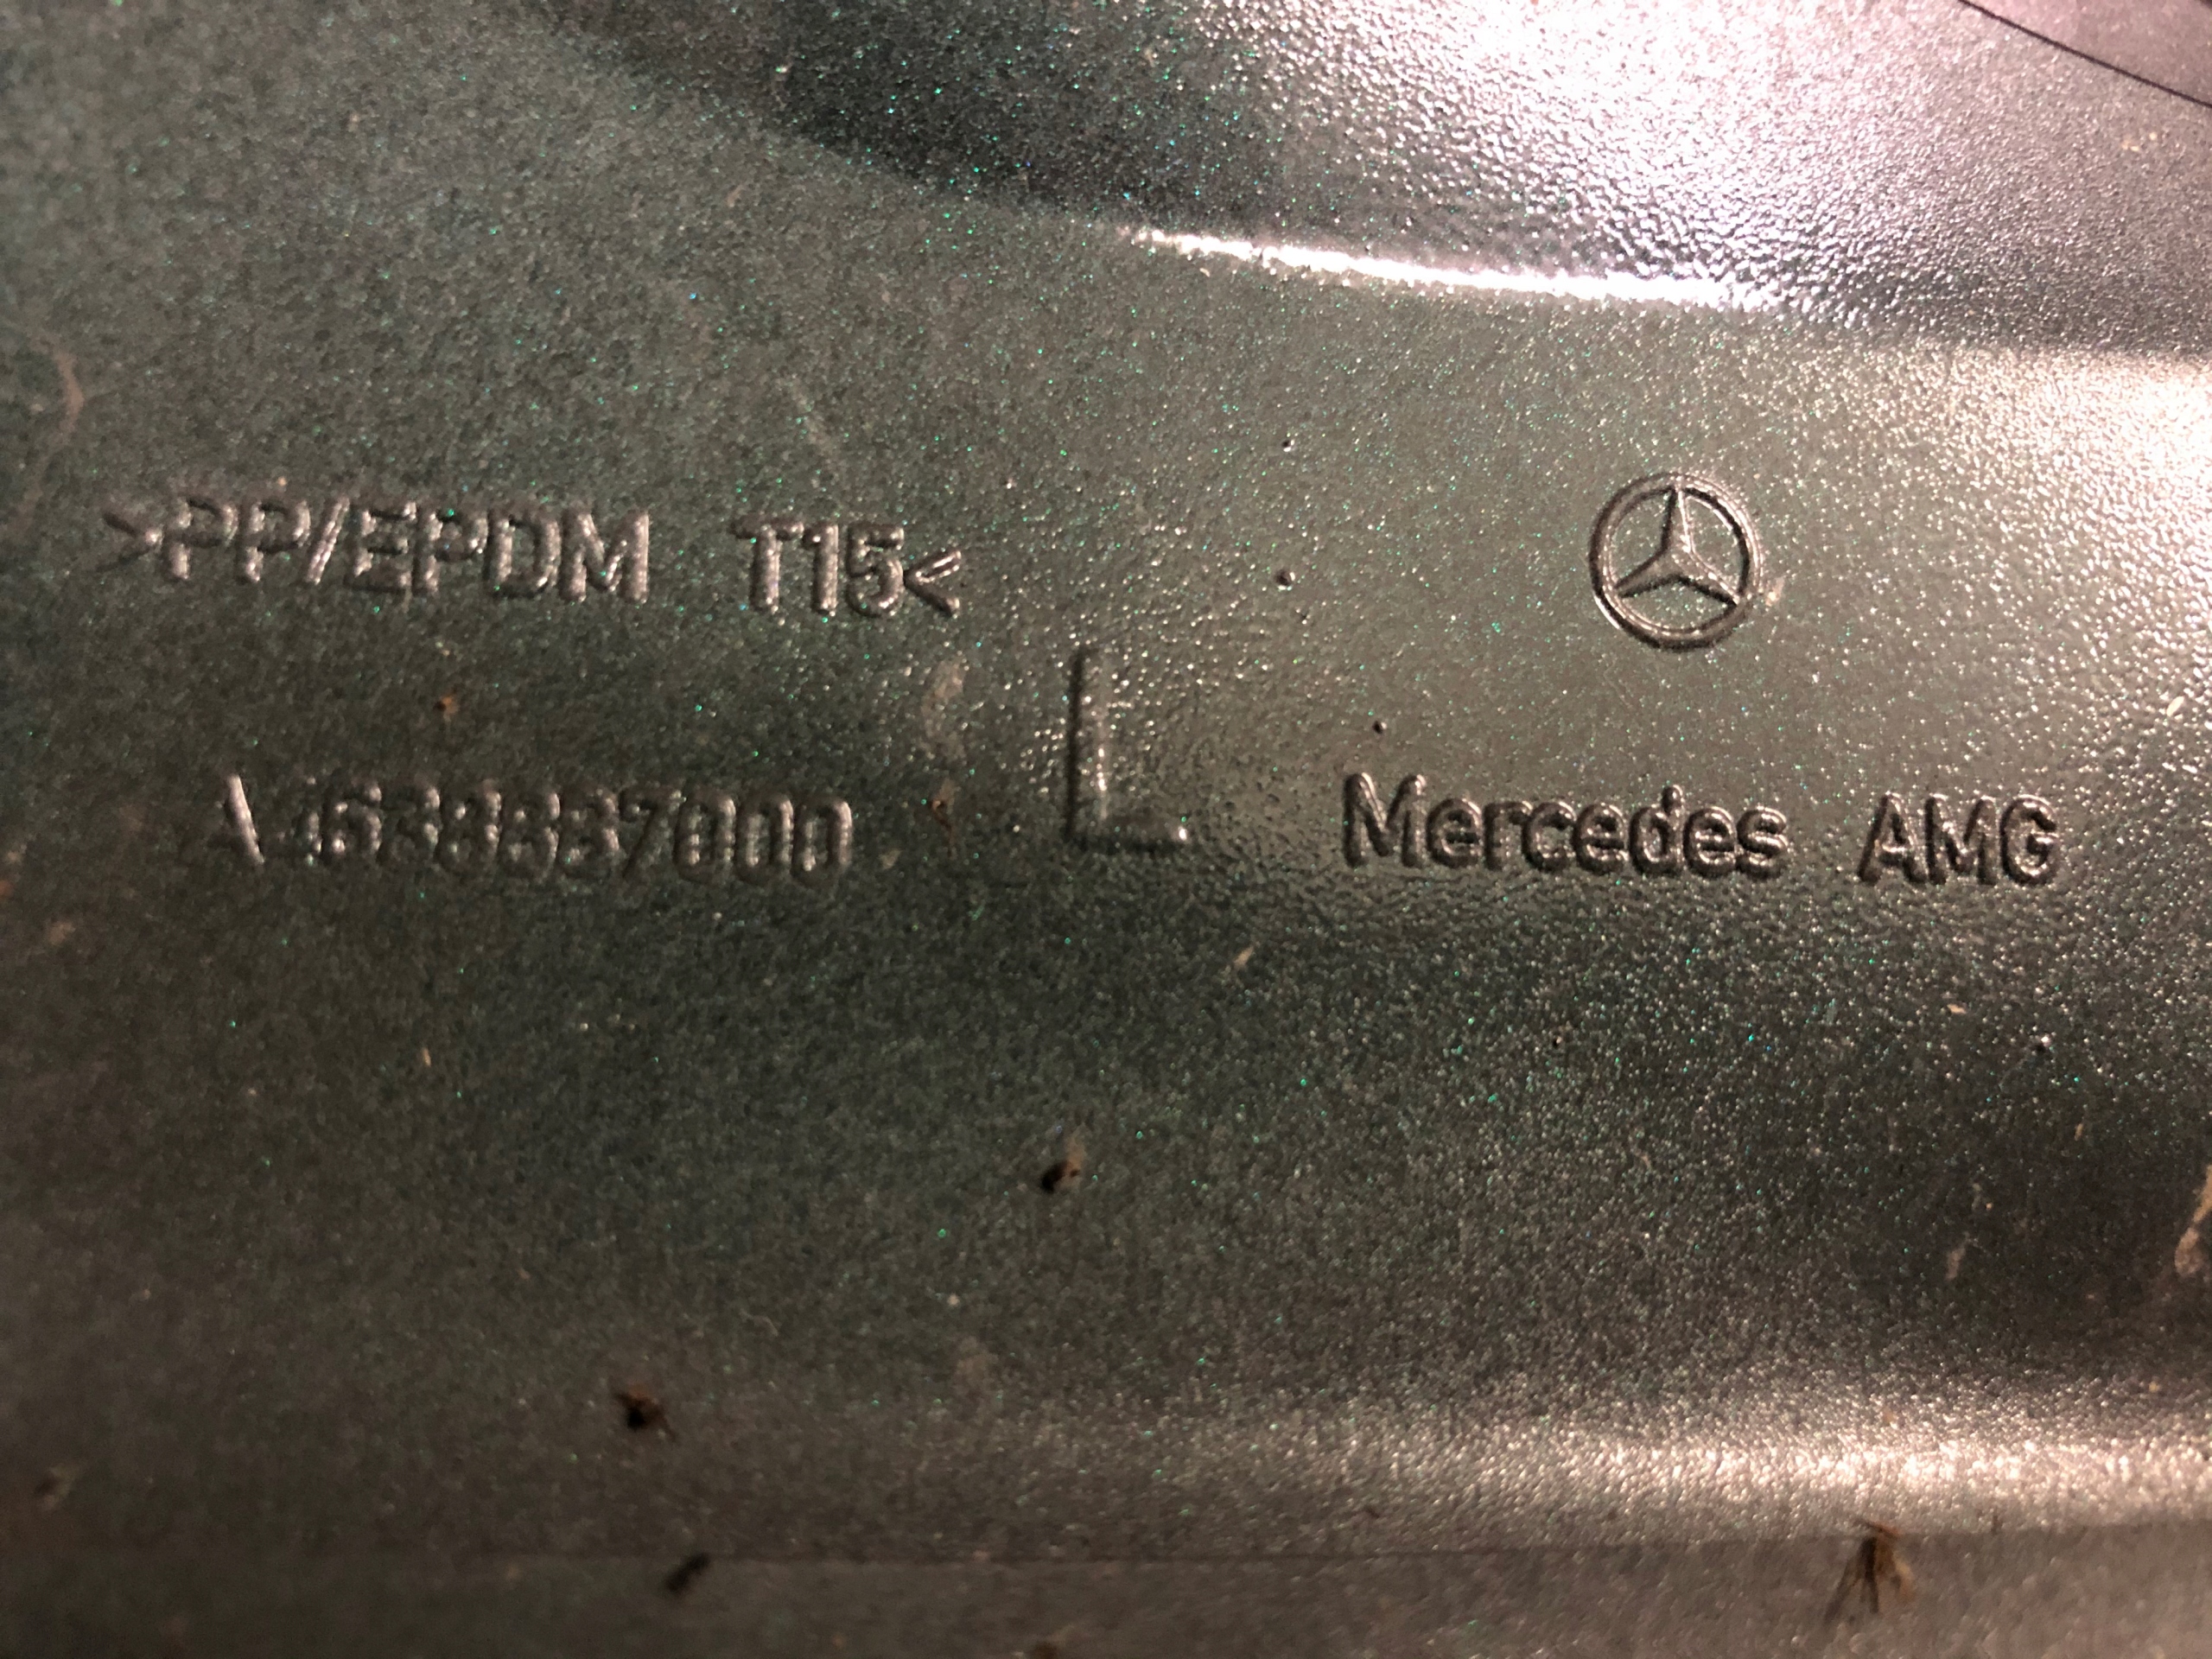 >PP/EPDM T15<
L
Mercedes AMG